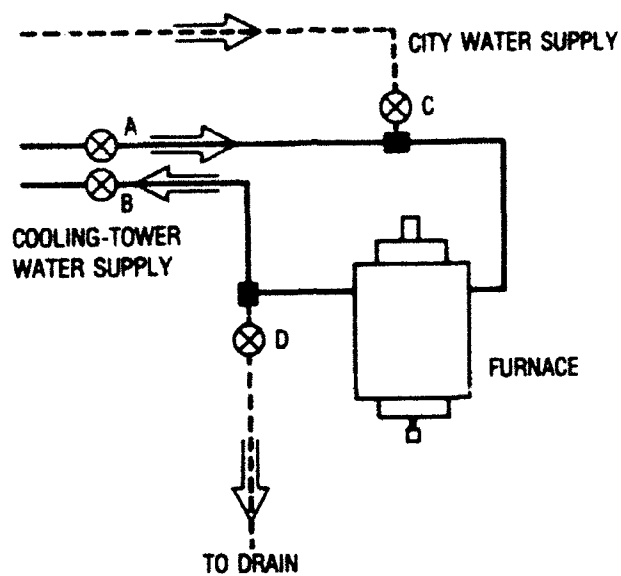 CITY WATER SUPPLY
C
A
B
COOLING-TOWER
WATER SUPPLY
D
FURNACE
TO DRAIN